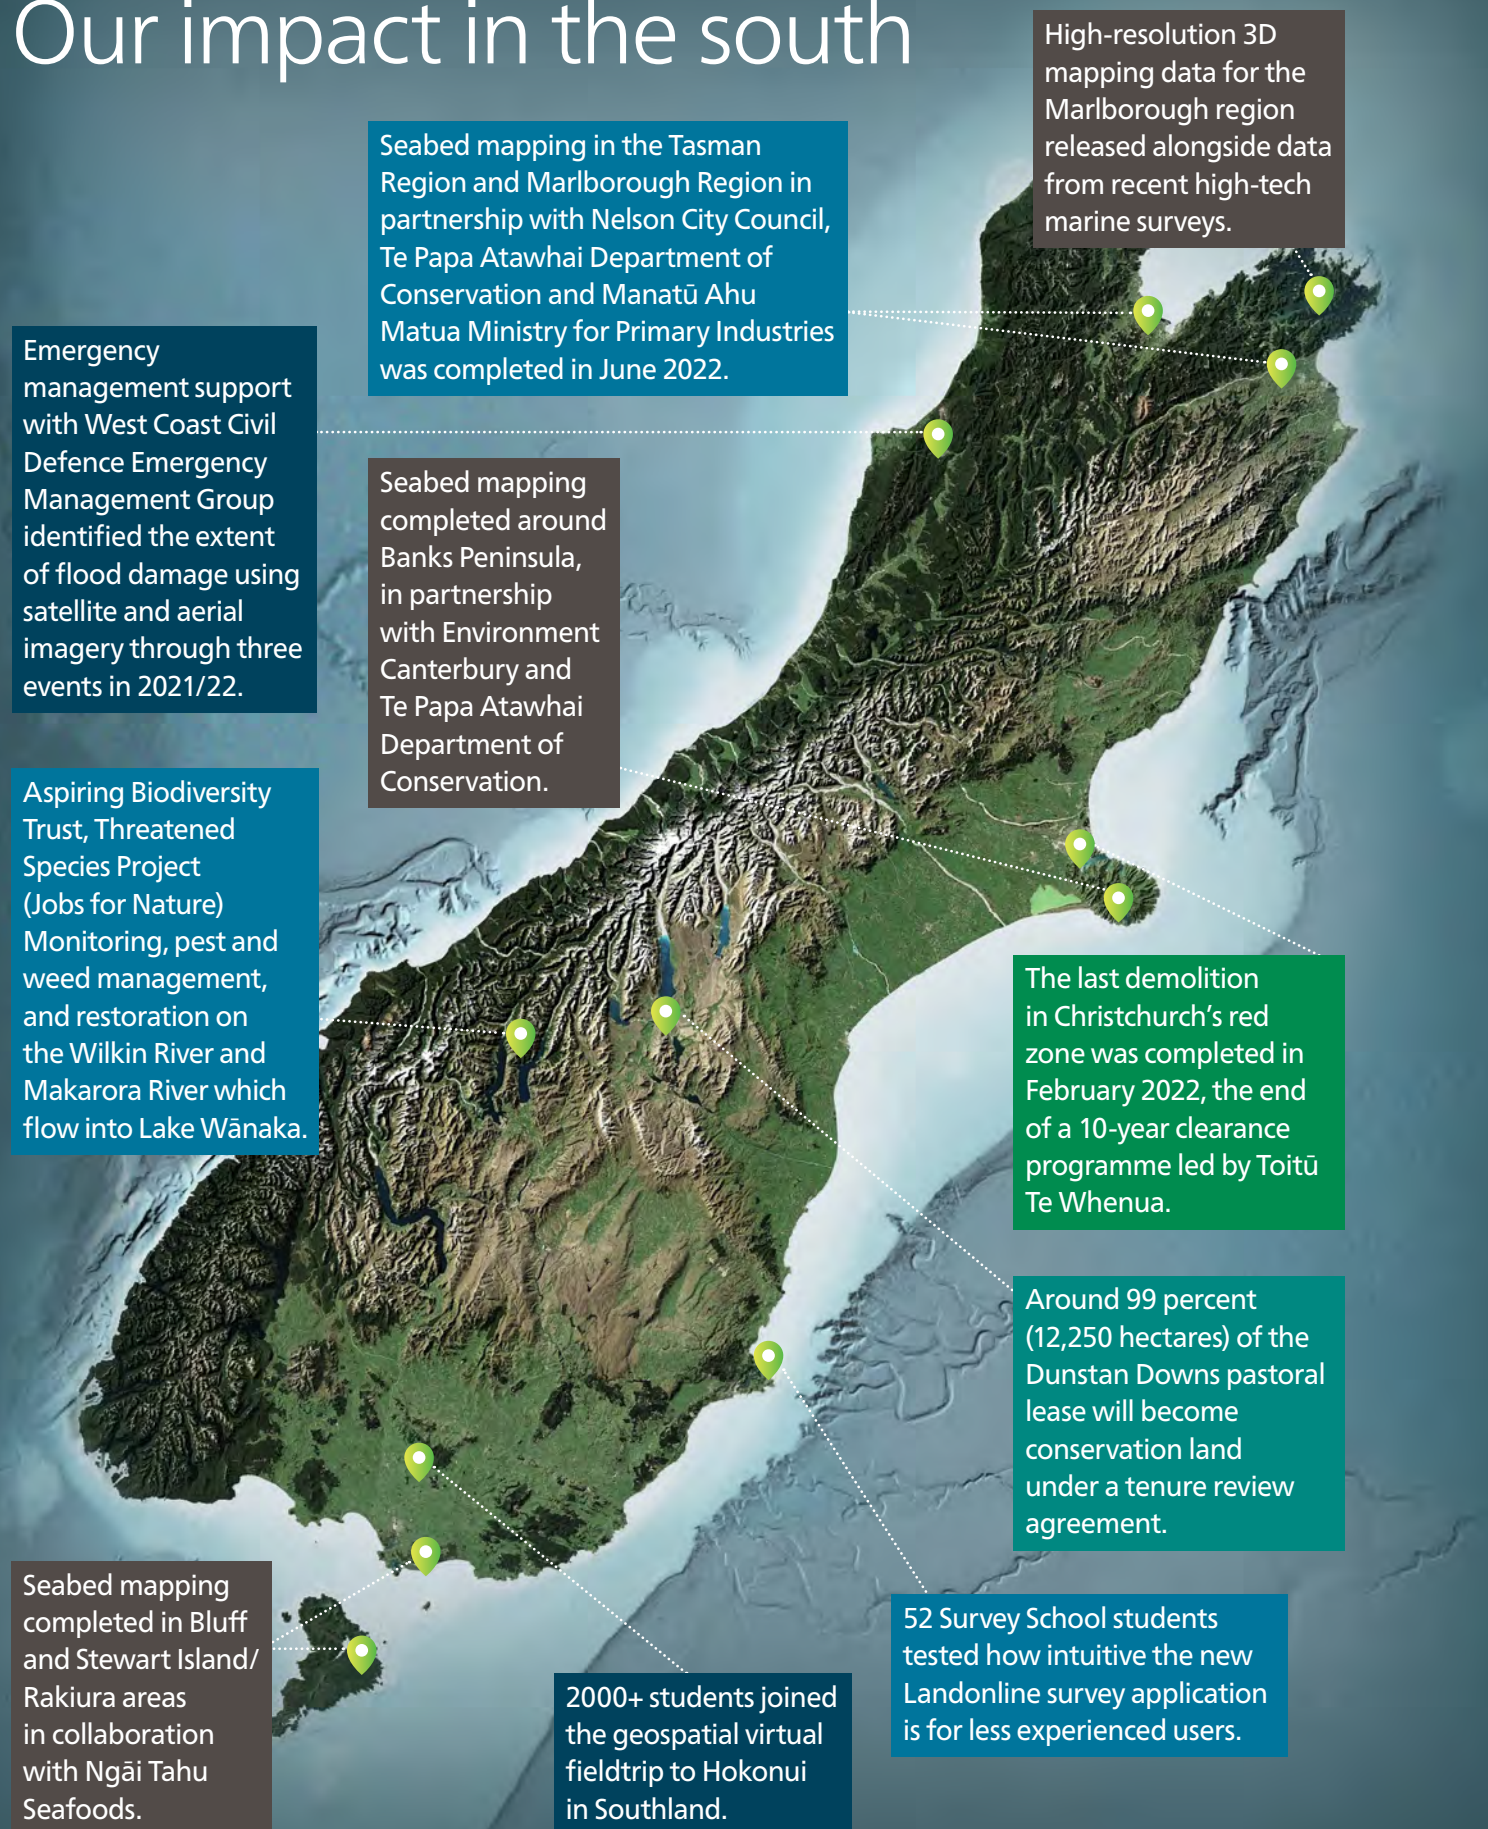 Our impact in the south
High-resolution 3D
mapping data for the
Marlborough region
released alongside data
from recent high-tech
marine surveys.
Seabed mapping in the Tasman
Region and Marlborough Region in
partnership with Nelson City Council,
Te Papa Atawhai Department of
Conservation and Manatū Ahu
Matua Ministry for Primary Industries
was completed in June 2022.
Emergency
management support
with West Coast Civil
Defence Emergency
Management Group
identified the extent
of flood damage using
satellite and aerial
imagery through three
events in 2021/22.
Seabed mapping
completed around
Banks Peninsula,
in partnership
with Environment
Canterbury and
Te Papa Atawhai
Department of
Conservation.
Aspiring Biodiversity
Trust, Threatened
Species Project
(Jobs for Nature)
Monitoring, pest and
weed management,
and restoration on
the Wilkin River and
Makarora River which
flow into Lake Wānaka.
The last demolition
in Christchurch's red
zone was completed in
February 2022, the end
of a 10-year clearance
programme led by Toitū
Te Whenua.
Around 99 percent
(12,250 hectares) of the
Dunstan Downs pastoral
lease will become
conservation land
under a tenure review
agreement.
Seabed mapping
completed in Bluff
and Stewart Island/
Rakiura areas
in collaboration
with Ngāi Tahu
Seafoods.
2000+ students joined
the geospatial virtual
fieldtrip to Hokonui
in Southland.
52 Survey School students
tested how intuitive the new
Landonline survey application
is for less experienced users.